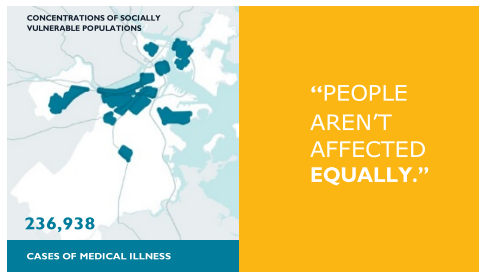 CONCENTRATIONS OF SOCIALLY
VULNERABLE POPULATIONS
236,938
CASES OF MEDICAL ILLNESS
“PEOPLE
AREN’T
AFFECTED
EQUALLY.”